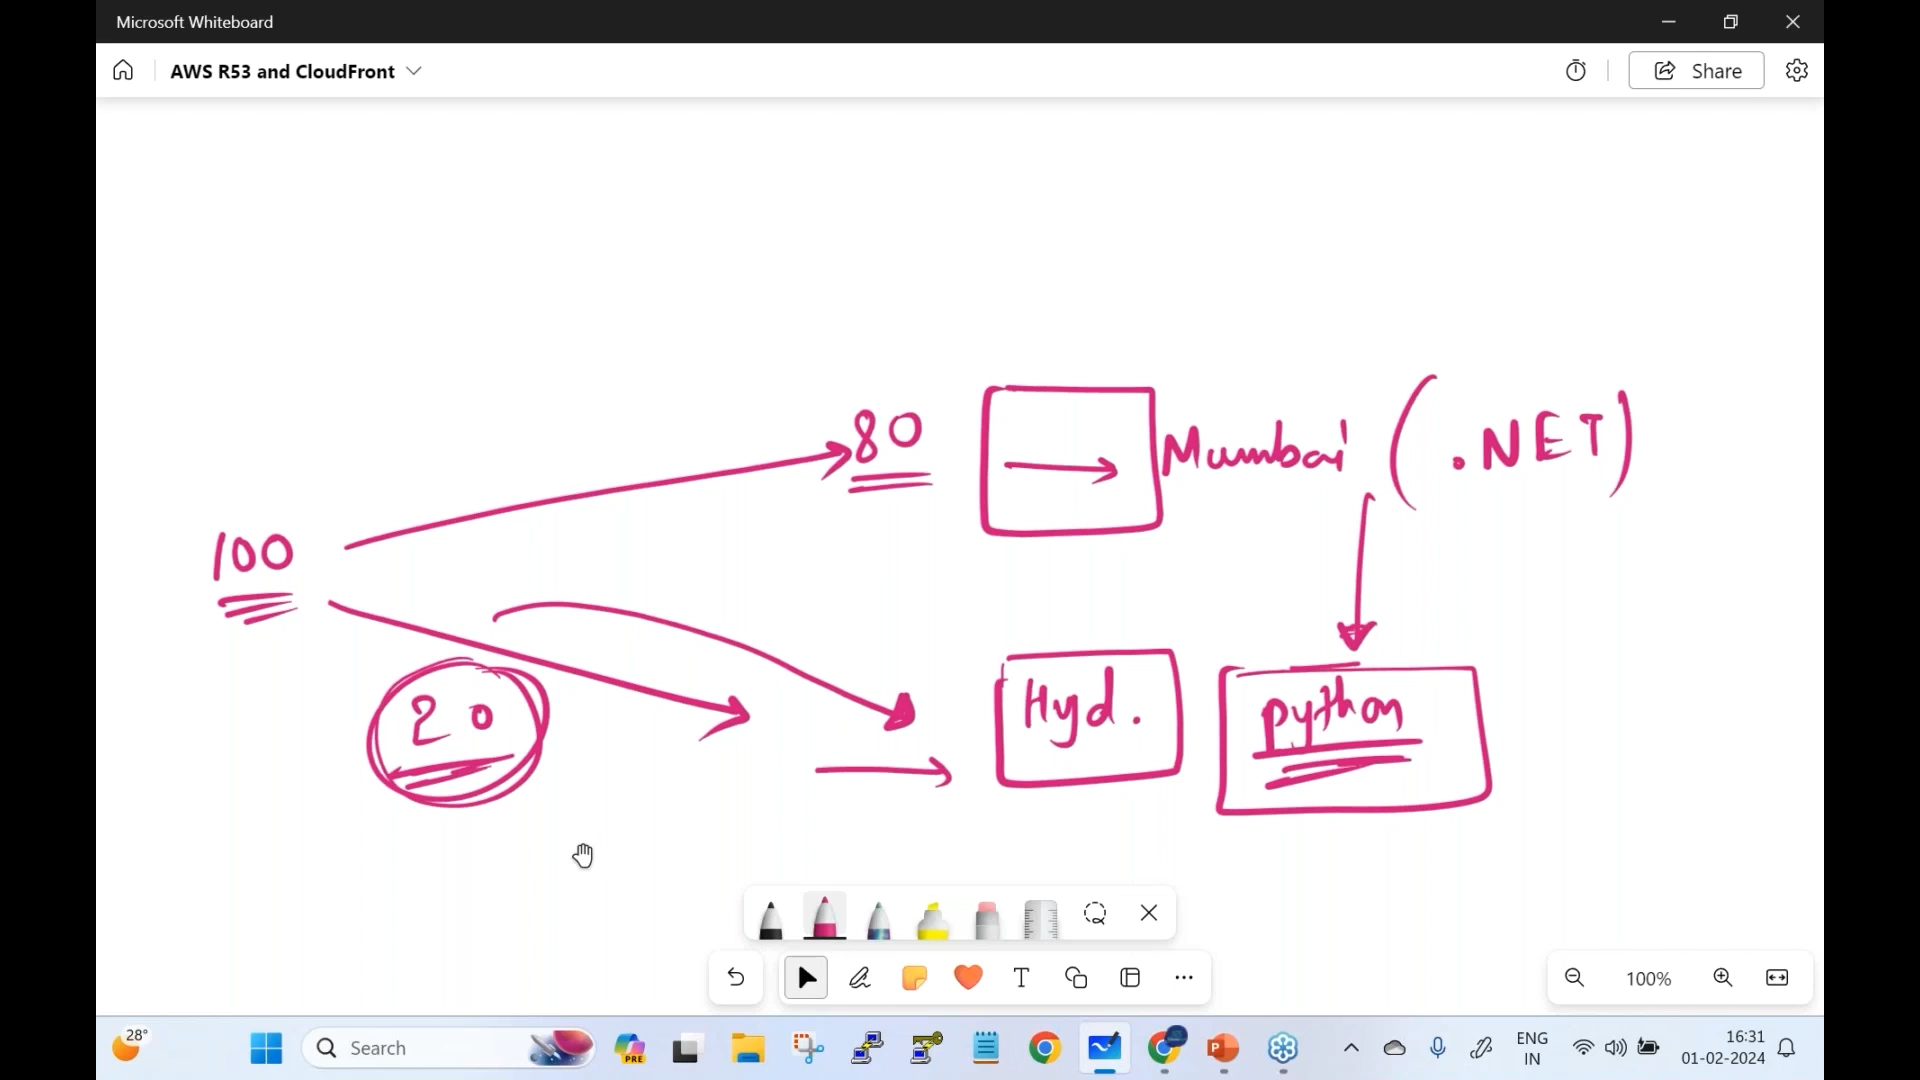 Microsoft Whiteboard
AWS R53 and CloudFront
Share
80
Mumbai (.NET)
100
20
Hyd.
python
100%
28°
Search
PRE
ENG
IN
16:31
01-02-2024